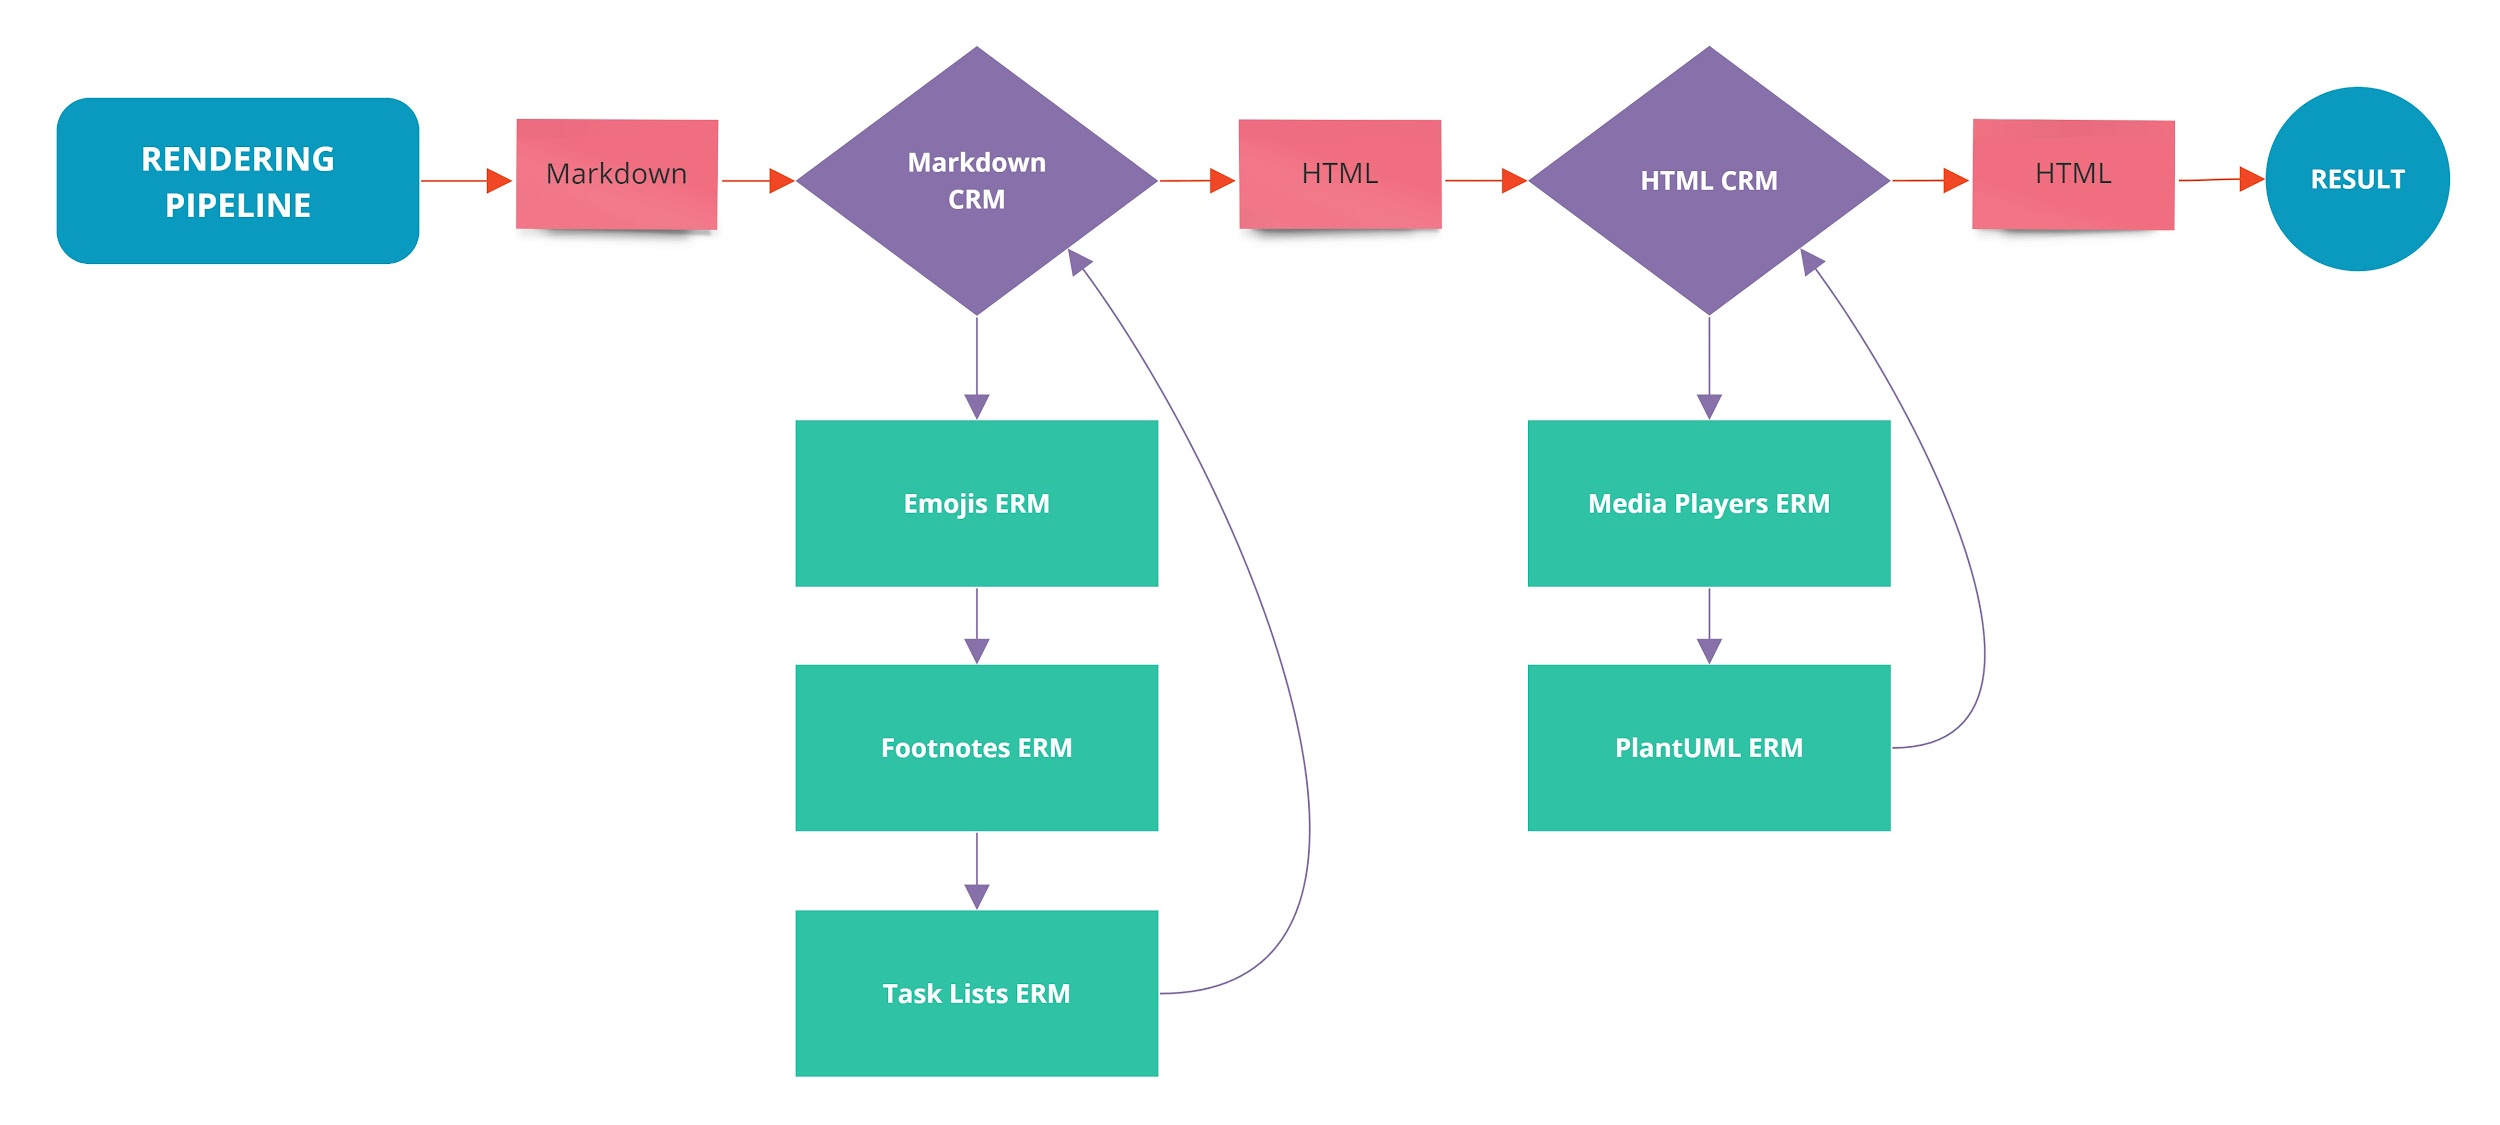 RENDERING
PIPELINE
Markdown
Markdown
CRM
HTML
HTML CRM
HTML
RESULT
Emojis ERM
Media Players ERM
Footnotes ERM
PlantUML ERM
Task Lists ERM